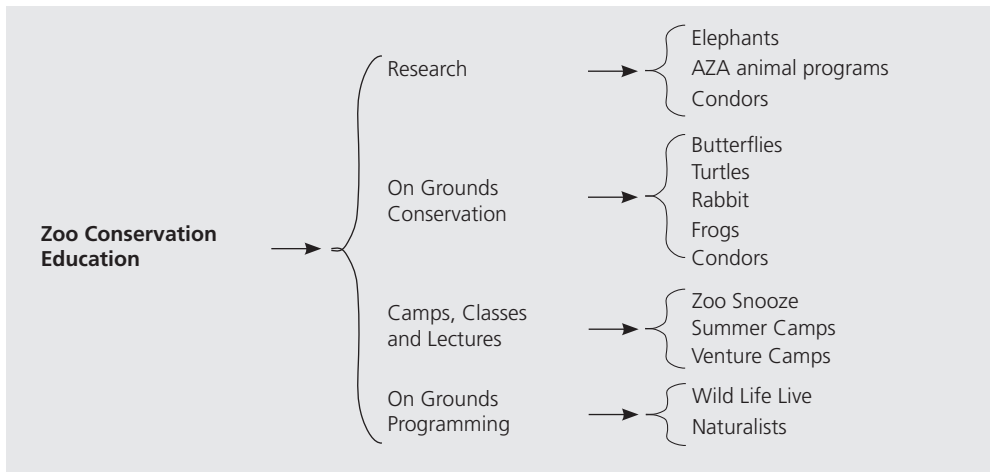 Zoo Conservation
Education
Research
Elephants
AZA animal programs
Condors
On Grounds
Conservation
Butterflies
Turtles
Rabbit
Frogs
Condors
Camps, Classes
and Lectures
Zoo Snooze
Summer Camps
Venture Camps
On Grounds
Programming
Wild Life Live
Naturalists